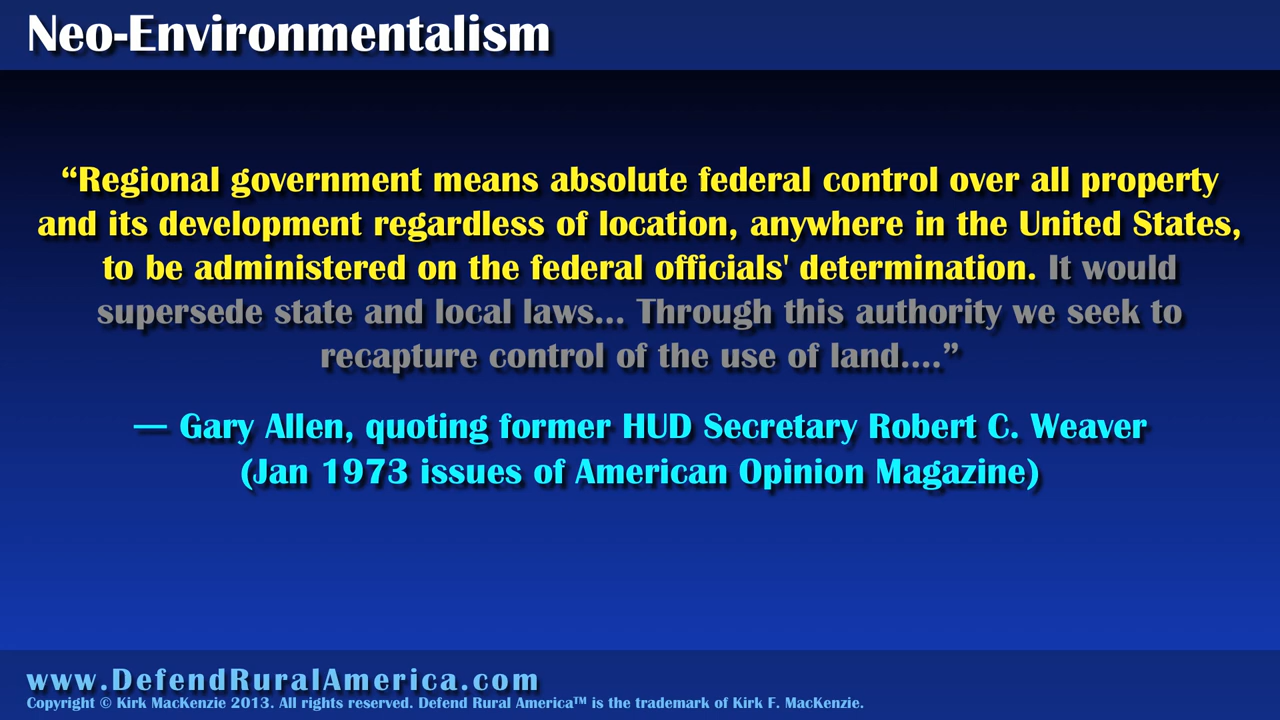 Neo-Environmentalism
“Regional government means absolute federal control over all property
and its development regardless of location, anywhere in the United States,
to be administered on the federal officials' determination. It would
supersede state and local laws... Through this authority we seek to
recapture control of the use of land....”
— Gary Allen, quoting former HUD Secretary Robert C. Weaver
(Jan 1973 issues of American Opinion Magazine)
www.DefendRuralAmerica.com
Copyright © Kirk MacKenzie 2013. All rights reserved. Defend Rural America™ is the trademark of Kirk F. MacKenzie.